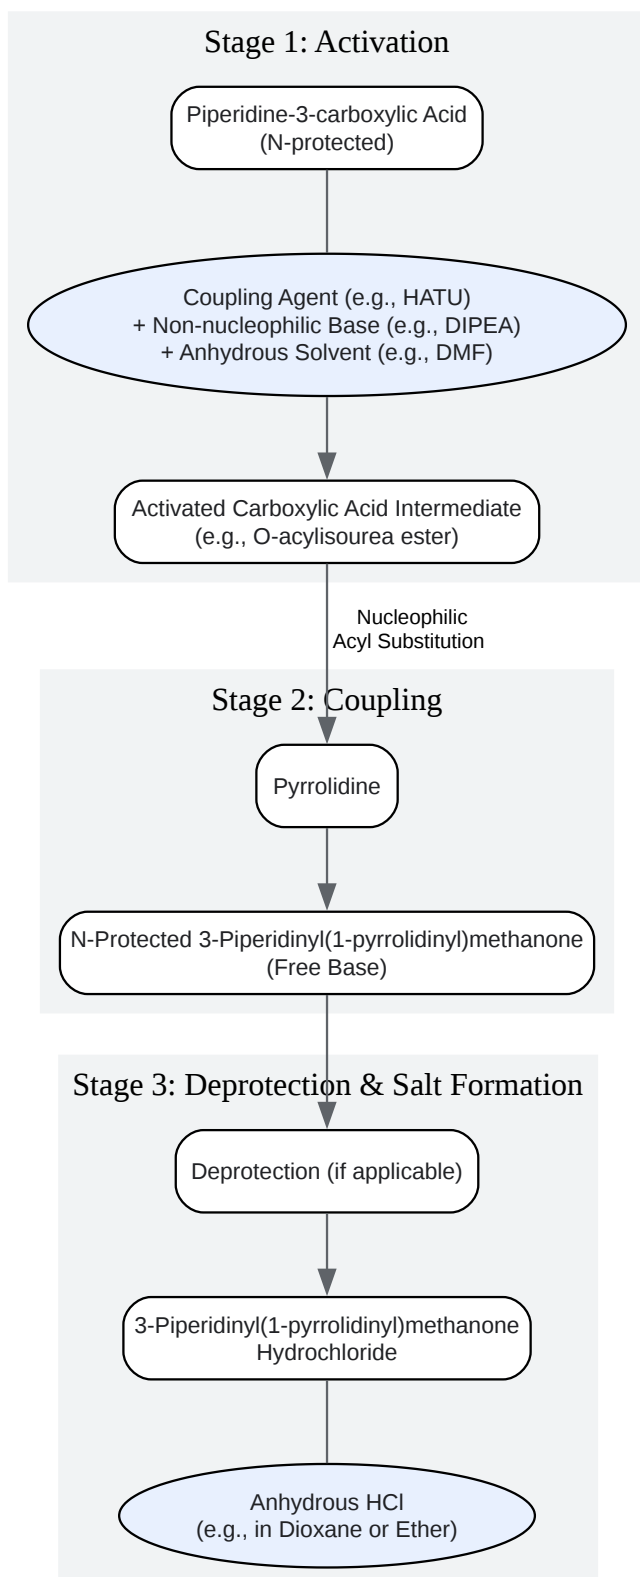 Stage 1: Activation
Piperidine-3-carboxylic Acid
(N-protected)
Coupling Agent (e.g., HATU)
+ Non-nucleophilic Base (e.g., DIPEA)
+ Anhydrous Solvent (e.g., DMF)
Activated Carboxylic Acid Intermediate
(e.g., O-acylisourea ester)
Nucleophilic
Acyl Substitution
Stage 2: Coupling
Pyrrolidine
N-Protected 3-Piperidinyl(1-pyrrolidinyl)methanone
(Free Base)
Stage 3: Deprotection & Salt Formation
Deprotection (if applicable)
3-Piperidinyl(1-pyrrolidinyl)methanone
Hydrochloride
Anhydrous HCl
(e.g., in Dioxane or Ether)